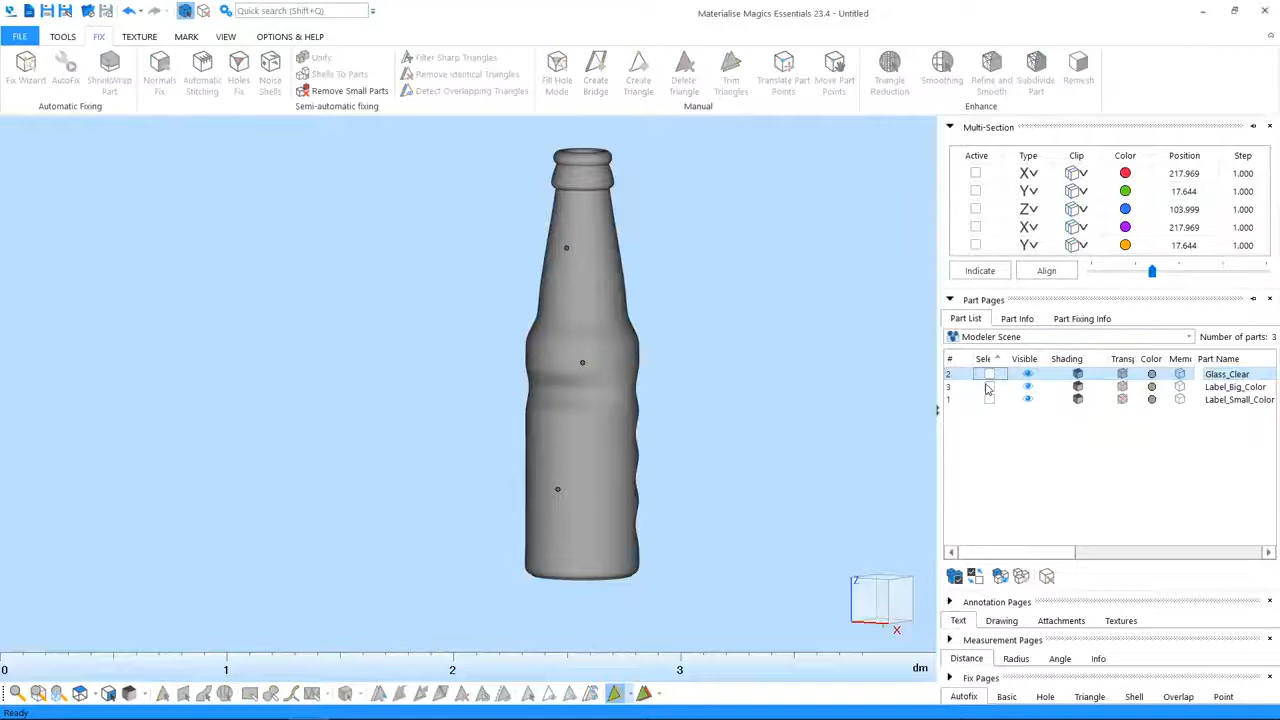 Quick search (Shift+Q)
Materialise Magics Essentials 23.4 - Untitled
FILE TOOLS FIX TEXTURE MARK VIEW OPTIONS & HELP
Fix Wizard AutoFix ShrinkWrap Part
Automatic Fixing
Normals Fix Automatic Stitching Holes Fix Noise Shells
Unify
Shells To Parts
Remove Small Parts
Filter Sharp Triangles
Remove Identical Triangles
Detect Overlapping Triangles
Semi-automatic fixing
Fill Hole Mode Create Bridge Create Triangle Delete Triangle Trim Triangles Translate Part Points Move Part Points
Manual
Triangle Reduction Smoothing Refine and Smooth Subdivide Part Remesh
Enhance
Multi-Section
Active Type Clip Color Position Step
X 217.969 1.000
Y 17.644 1.000
Z 103.999 1.000
X 217.969 1.000
Y 17.644 1.000
Indicate Align
Part Pages
Part List Part Info Part Fixing Info
Modeler Scene Number of parts: 3
# Sele Visible Shading Transp Color Memo Part Name
2 Glass_Clear
3 Label_Big_Color
1 Label_Small_Color
Z
X
Annotation Pages
Text Drawing Attachments Textures
Measurement Pages
Distance Radius Angle Info
Fix Pages
Autofix Basic Hole Triangle Shell Overlap Point
0 1 2 3 dm
Ready